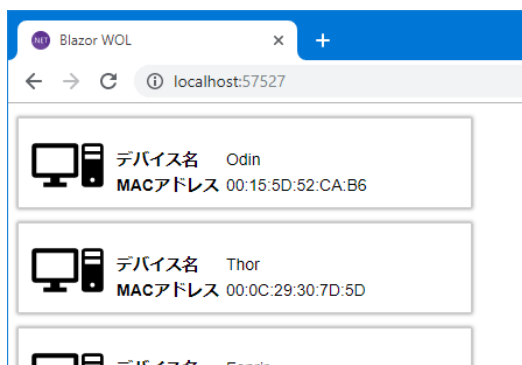 NET Blazor WOL
localhost:57527
デバイス名 Odin
MACアドレス 00:15:5D:52:CA:B6
デバイス名 Thor
MACアドレス 00:0C:29:30:7D:5D